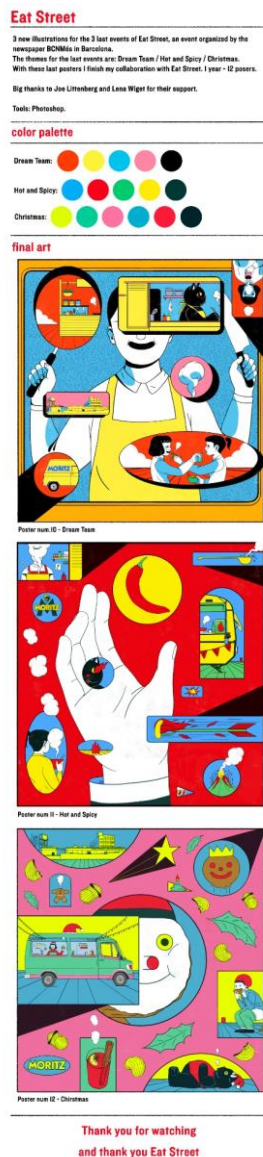 Eat Street
3 new illustrations for the 3 last events of Eat Street, an event organized by the
newspaper BCNMés in Barcelona.
The themes for the last events are: Dream Team / Hot and Spicy / Christmas.
With these last posters I finish my collaboration with Eat Street. 1 year - 12 posers.
Big thanks to Joe Littenberg and Lena Wiget for their support.
Tools: Photoshop.
color palette
Dream Team:
Hot and Spicy:
Christmas:
final art
MORITZ
Poster num.10 - Dream Team
MORITZ
Poster num 11 - Hot and Spicy
MORITZ
Poster num 12 - Chirstmas
Thank you for watching
and thank you Eat Street